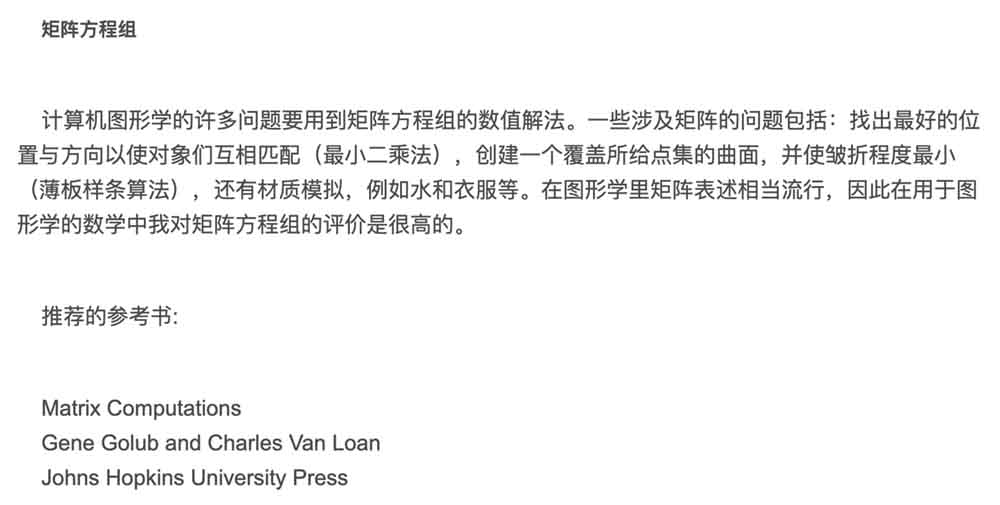 矩阵方程组
计算机图形学的许多问题要用到矩阵方程组的数值解法。一些涉及矩阵的问题包括：找出最好的位
置与方向以使对象们互相匹配（最小二乘法），创建一个覆盖所给点集的曲面，并使皱折程度最小
（薄板样条算法），还有材质模拟，例如水和衣服等。在图形学里矩阵表述相当流行，因此在用于图
形学的数学中我对矩阵方程组的评价是很高的。
推荐的参考书:
Matrix Computations
Gene Golub and Charles Van Loan
Johns Hopkins University Press